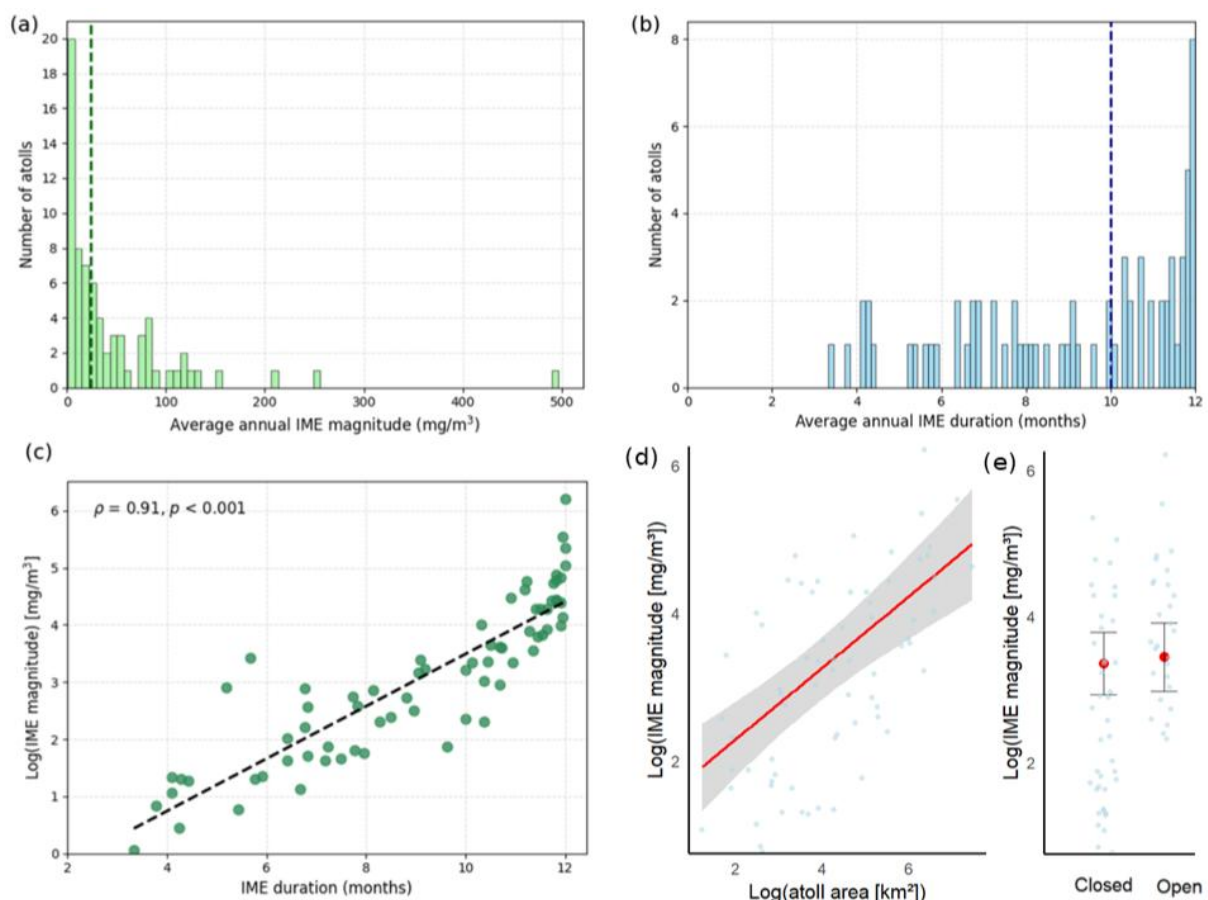 (a)
20
18
16
14
12
10
8
6
4
2
0
Number of atolls
0 100 200 300 400 500
Average annual IME magnitude (mg/m³)
(b)
8
6
4
2
0
Number of atolls
0 2 4 6 8 10 12
Average annual IME duration (months)
(c)
ρ = 0.91, p < 0.001
6
5
4
3
2
1
0
Log(IME magnitude) [mg/m³]
2 4 6 8 10 12
IME duration (months)
(d)
6
4
2
Log(IME magnitude [mg/m³])
2 4 6
Log(atoll area [km²])
(e)
6
4
2
Log(IME magnitude [mg/m³])
Closed Open